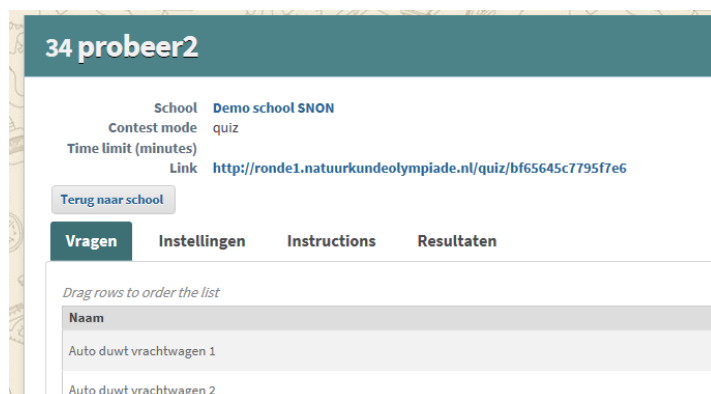 34 probeer2
School Demo school SNON
Contest mode quiz
Time limit (minutes)
Link http://ronde1.natuurkundeolympiade.nl/quiz/bf65645c7795f7e6
Terug naar school
Vragen Instellingen Instructions Resultaten
Drag rows to order the list
Naam
Auto duwt vrachtwagen 1
Auto duwt vrachtwagen 2